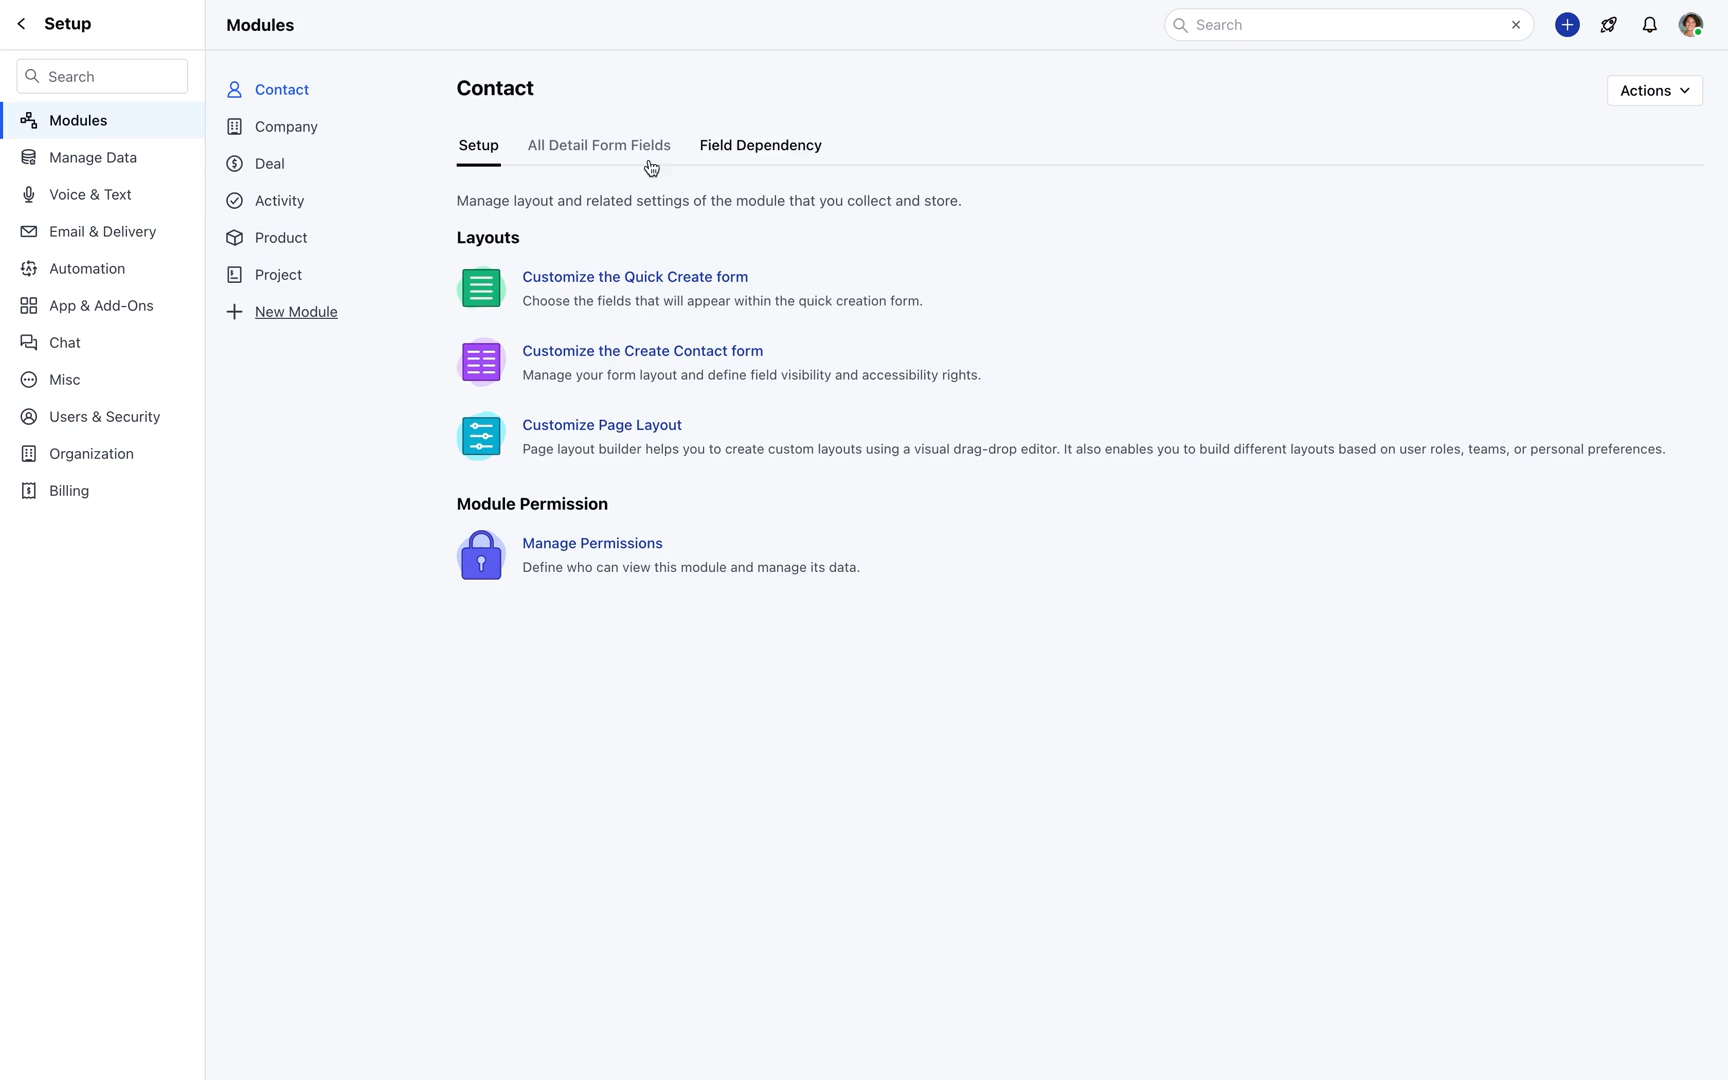 Setup
Search
Modules
Manage Data
Voice & Text
Email & Delivery
Automation
App & Add-Ons
Chat
Misc
Users & Security
Organization
Billing
Modules
Search
Contact
Company
Deal
Activity
Product
Project
New Module
Contact
Actions
Setup All Detail Form Fields Field Dependency
Manage layout and related settings of the module that you collect and store.
Layouts
Customize the Quick Create form
Choose the fields that will appear within the quick creation form.
Customize the Create Contact form
Manage your form layout and define field visibility and accessibility rights.
Customize Page Layout
Page layout builder helps you to create custom layouts using a visual drag-drop editor. It also enables you to build different layouts based on user roles, teams, or personal preferences.
Module Permission
Manage Permissions
Define who can view this module and manage its data.